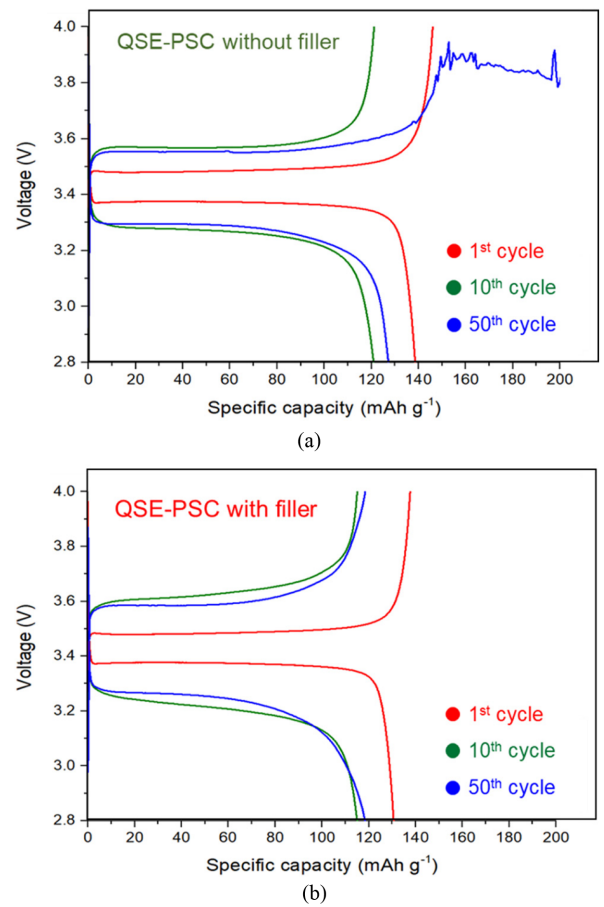 QSE-PSC without filler
4.0
3.8
3.6
3.4
3.2
3.0
2.8
Voltage (V)
1st cycle
10th cycle
50th cycle
0 20 40 60 80 100 120 140 160 180 200
Specific capacity (mAh g-1)
(a)
QSE-PSC with filler
4.0
3.8
3.6
3.4
3.2
3.0
2.8
Voltage (V)
1st cycle
10th cycle
50th cycle
0 20 40 60 80 100 120 140 160 180 200
Specific capacity (mAh g-1)
(b)